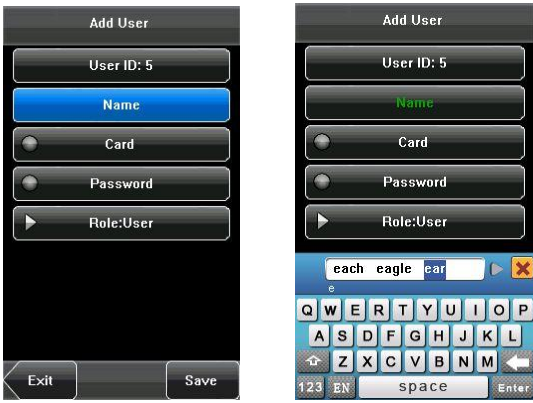 Add User
User ID: 5
Name
Card
Password
Role:User
Exit
Save
Add User
User ID: 5
Name
Card
Password
Role:User
each eagle ear
e
Q W E R T Y U I O P
A S D F G H J K L
Z X C V B N M
123 EN space Enter